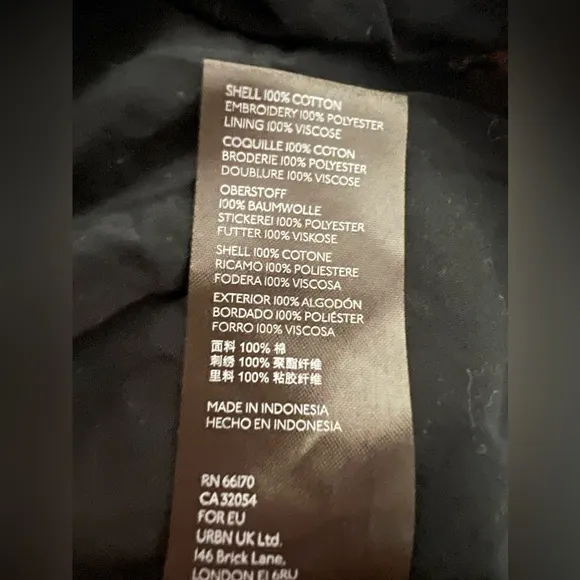 SHELL 100% COTTON
EMBROIDERY 100% POLYESTER
LINING 100% VISCOSE
COQUILLE 100% COTON
BRODERIE 100% POLYESTER
DOUBLURE 100% VISCOSE
OBERSTOFF
100% BAUMWOLLE
STICKEREI 100% POLYESTER
FUTTER 100% VISKOSE
SHELL 100% COTONE
RICAMO 100% POLIESTERE
FODERA 100% VISCOSA
EXTERIOR 100% ALGODÓN
BORDADO 100% POLIÉSTER
FORRO 100% VISCOSA
面料 100% 棉
刺绣 100% 聚酯纤维
里料 100% 粘胶纤维
MADE IN INDONESIA
HECHO EN INDONESIA
RN 66170
CA 32054
FOR EU
URBN UK Ltd.
146 Brick Lane,
LONDON E1 6RU